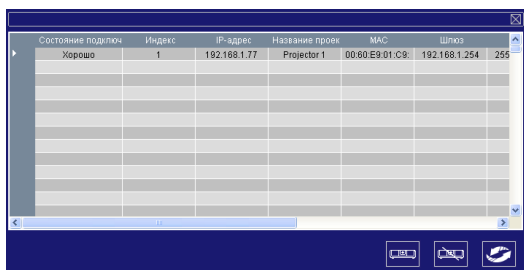 Состояние подключ Индекс IP-адрес Название проек MAC Шлюз
Хорошо 1 192.168.1.77 Projector 1 00:60:E9:01:C9: 192.168.1.254 255